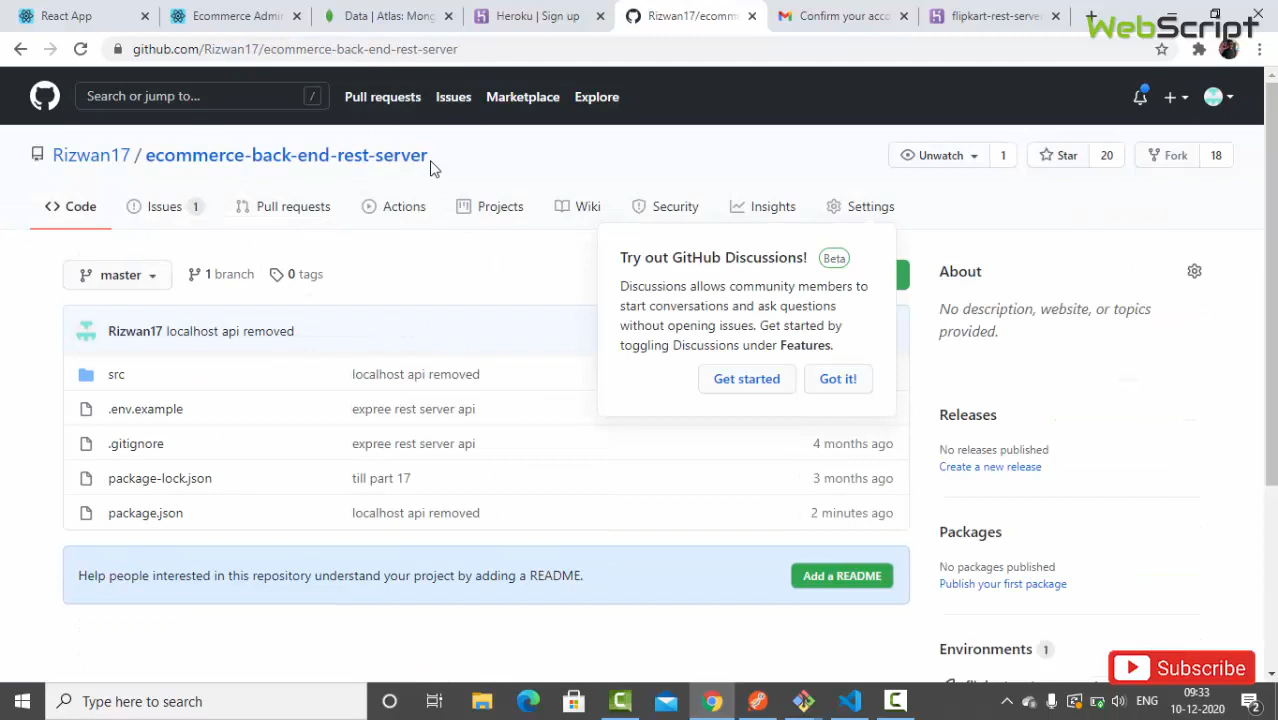 React App
Ecommerce Admi
Data | Atlas: Mong
Heroku | Sign up
Rizwan17/ecomm
Confirm your acco
flipkart-rest-serve
WebScript
github.com/Rizwan17/ecommerce-back-end-rest-server
Search or jump to...
/
Pull requests
Issues
Marketplace
Explore
Rizwan17 / ecommerce-back-end-rest-server
Unwatch
1
Star
20
Fork
18
Code
Issues 1
Pull requests
Actions
Projects
Wiki
Security
Insights
Settings
master
1 branch
0 tags
Try out GitHub Discussions! Beta
Discussions allows community members to
start conversations and ask questions
without opening issues. Get started by
toggling Discussions under Features.
Get started
Got it!
Rizwan17 localhost api removed
src
localhost api removed
.env.example
expree rest server api
.gitignore
expree rest server api
4 months ago
package-lock.json
till part 17
3 months ago
package.json
localhost api removed
2 minutes ago
Help people interested in this repository understand your project by adding a README.
Add a README
About
No description, website, or topics
provided.
Releases
No releases published
Create a new release
Packages
No packages published
Publish your first package
Environments 1
Subscribe
Type here to search
ENG
09:33
10-12-2020
2